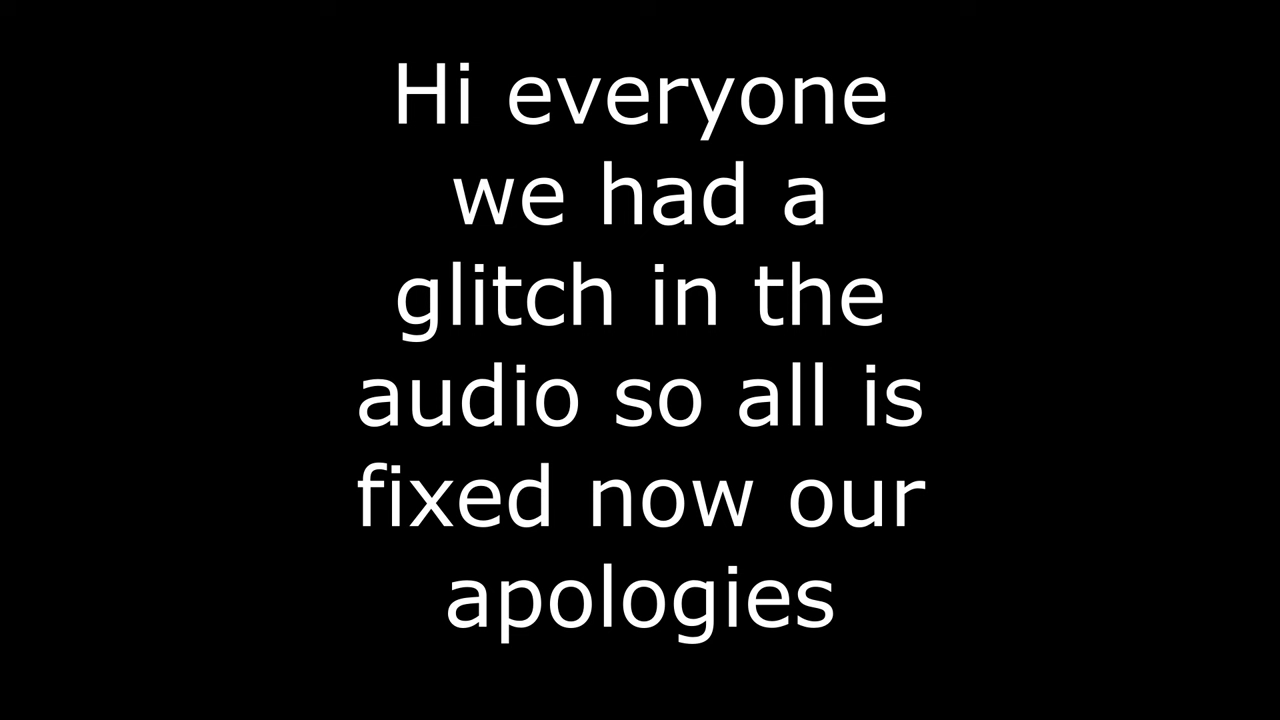 Hi everyone
we had a
glitch in the
audio so all is
fixed now our
apologies